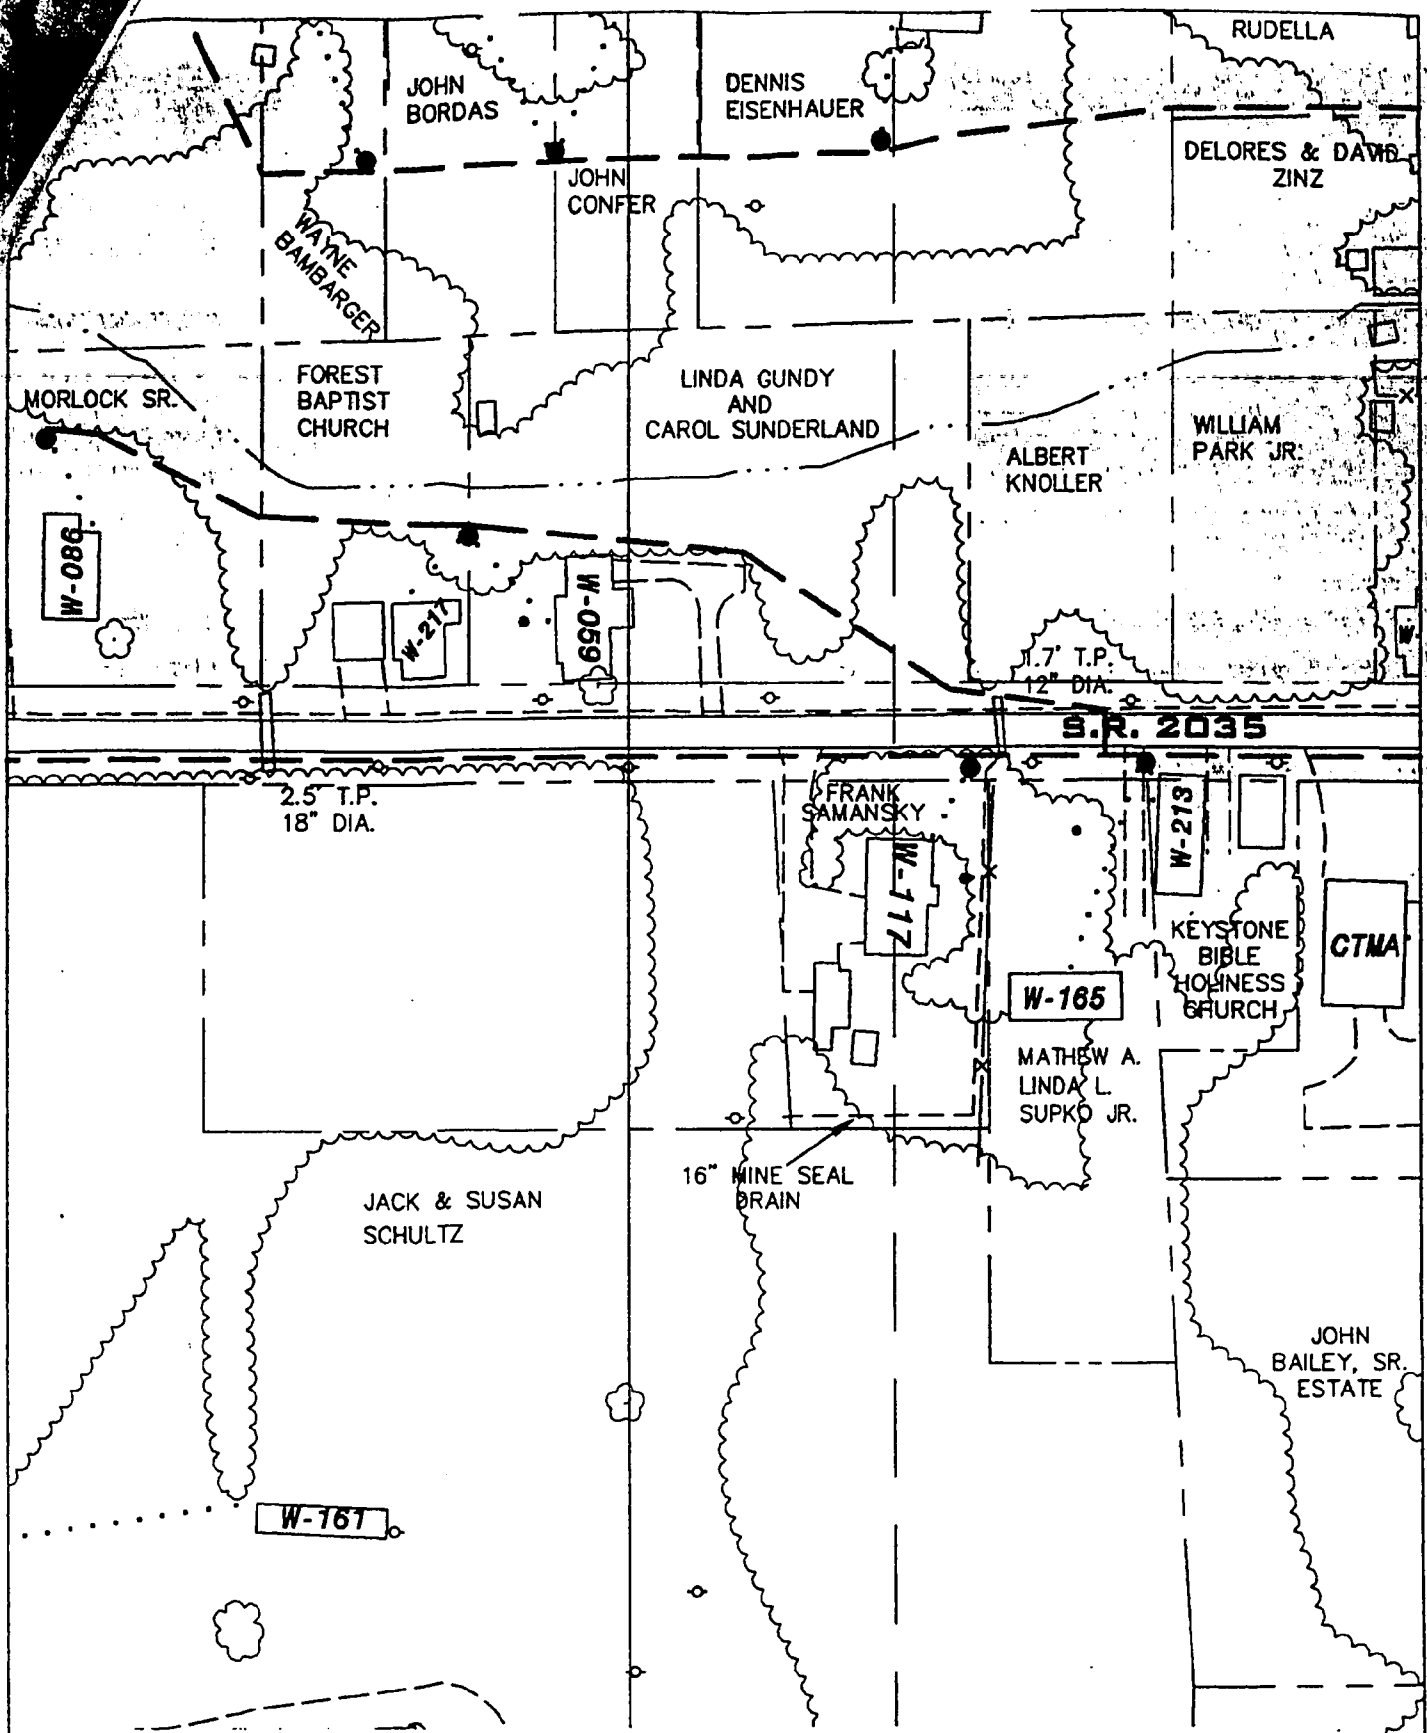 RUDELLA
JOHN
BORDAS
DENNIS
EISENHAUER
DELORES & DAVID
ZINZ
JOHN
CONFER
WAYNE
BAMBARGER
MORLOCK SR.
FOREST
BAPTIST
CHURCH
LINDA GUNDY
AND
CAROL SUNDERLAND
ALBERT
KNOLLER
WILLIAM
PARK JR.
W-086
W-217
W-059
W
1.7' T.P.
12" DIA.
S.R. 2035
2.5' T.P.
18" DIA.
FRANK
SAMANSKY
W-213
W-117
KEYSTONE
BIBLE
HOLINESS
CHURCH
CTMA
W-165
MATHEW A.
LINDA L.
SUPKO JR.
16" MINE SEAL
DRAIN
JACK & SUSAN
SCHULTZ
JOHN
BAILEY, SR.
ESTATE
W-161